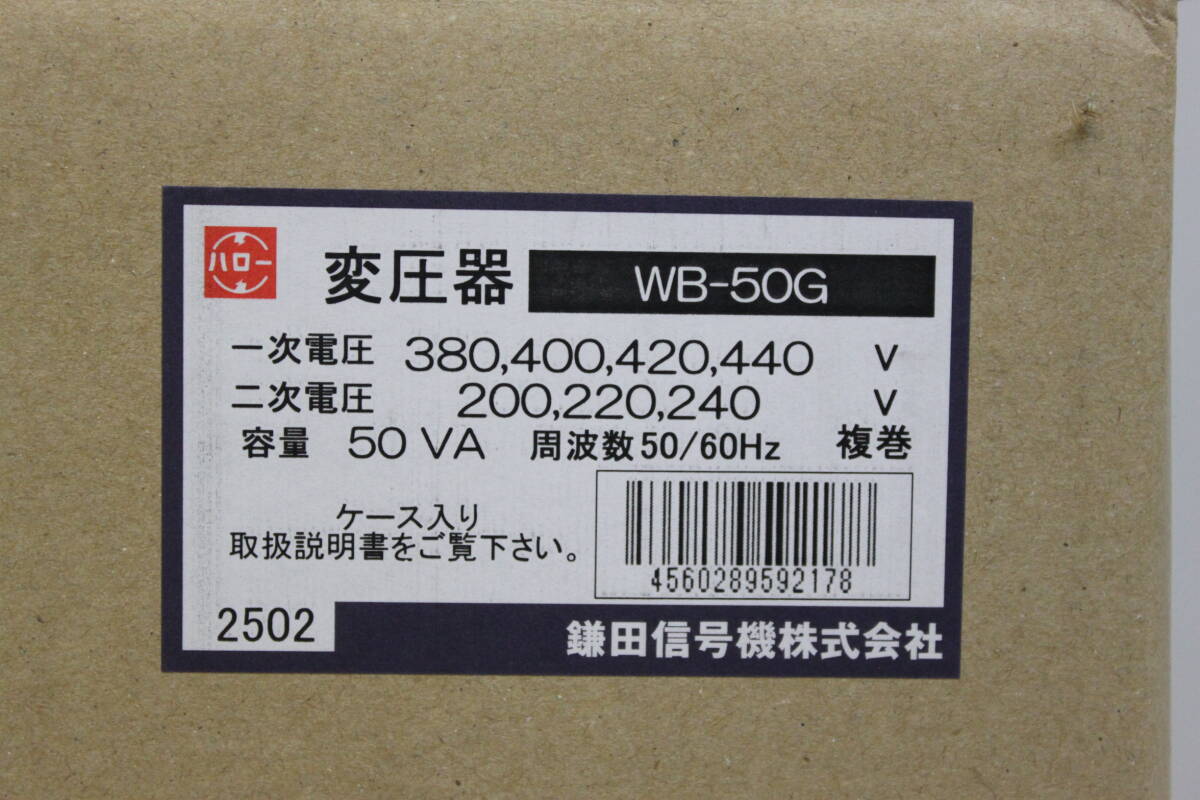 ハロー
変圧器 WB-50G
一次電圧 380,400,420,440 V
二次電圧 200,220,240 V
容量 50 VA 周波数 50/60Hz 複巻
ケース入り
取扱説明書をご覧下さい。
4560289592178
2502
鎌田信号機株式会社